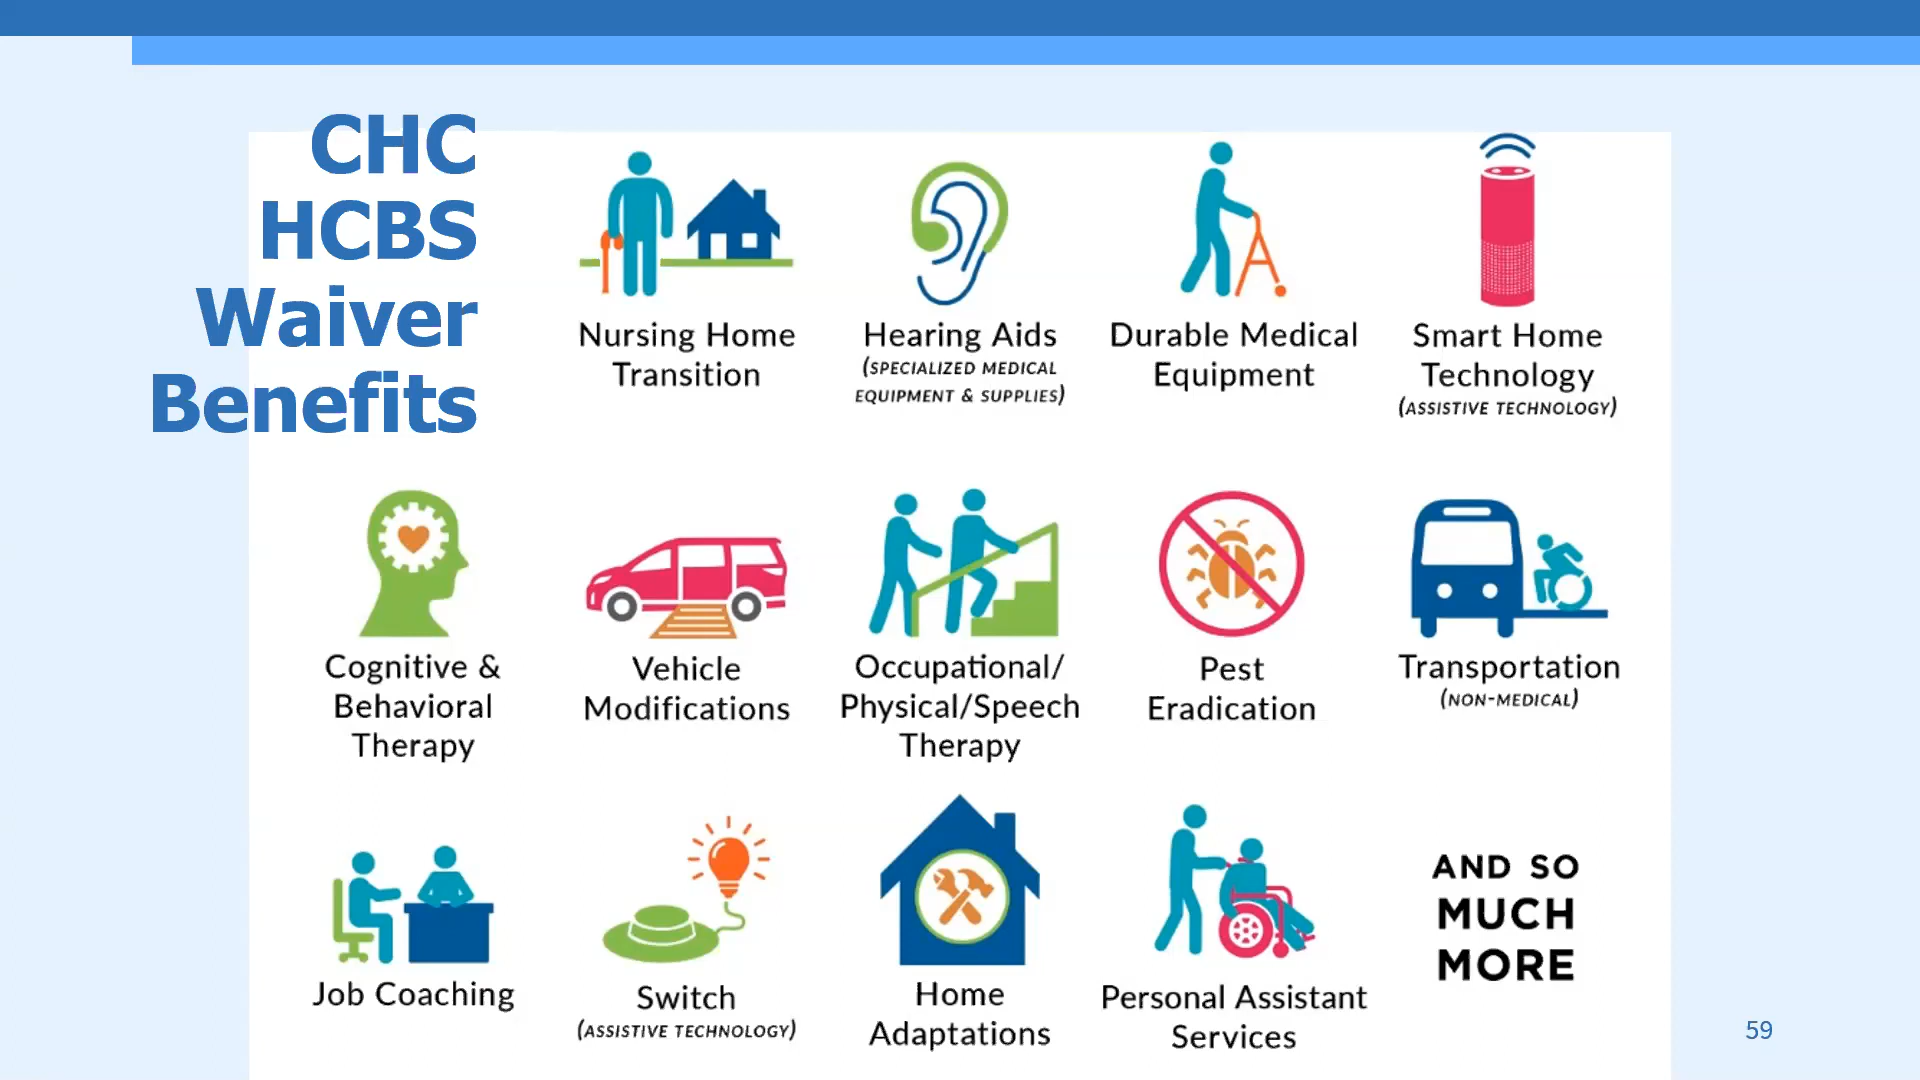 CHC
HCBS
Waiver
Benefits
Nursing Home
Transition
Hearing Aids
(SPECIALIZED MEDICAL
EQUIPMENT & SUPPLIES)
Durable Medical
Equipment
Smart Home
Technology
(ASSISTIVE TECHNOLOGY)
Cognitive &
Behavioral
Therapy
Vehicle
Modifications
Occupational/
Physical/Speech
Therapy
Pest
Eradication
Transportation
(NON-MEDICAL)
Job Coaching
Switch
(ASSISTIVE TECHNOLOGY)
Home
Adaptations
Personal Assistant
Services
AND SO
MUCH
MORE
59